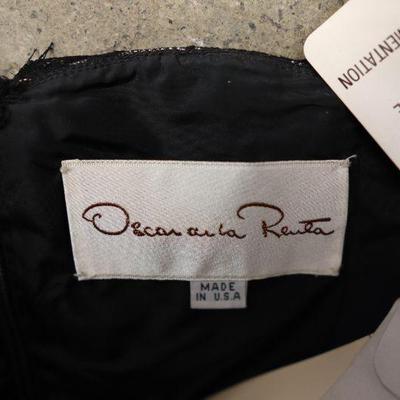 Oscar de la Renta
MADE
IN U.S.A
MENTATION